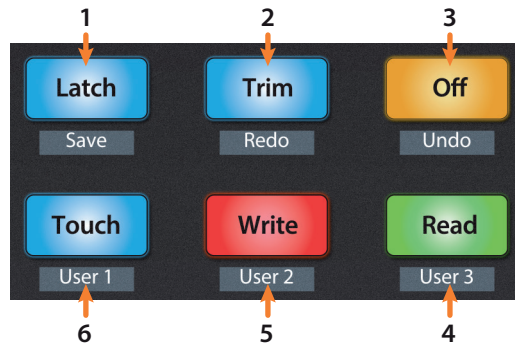 1 2 3
Latch Trim Off
Save Redo Undo
Touch Write Read
User 1 User 2 User 3
6 5 4